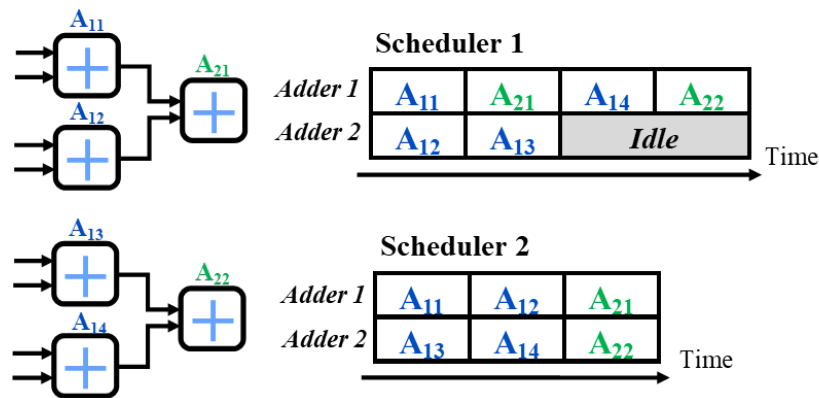 A11
A12
A21
Scheduler 1
Adder 1 A11 A21 A14 A22
Adder 2 A12 A13 Idle
Time
A13
A14
A22
Scheduler 2
Adder 1 A11 A12 A21
Adder 2 A13 A14 A22
Time